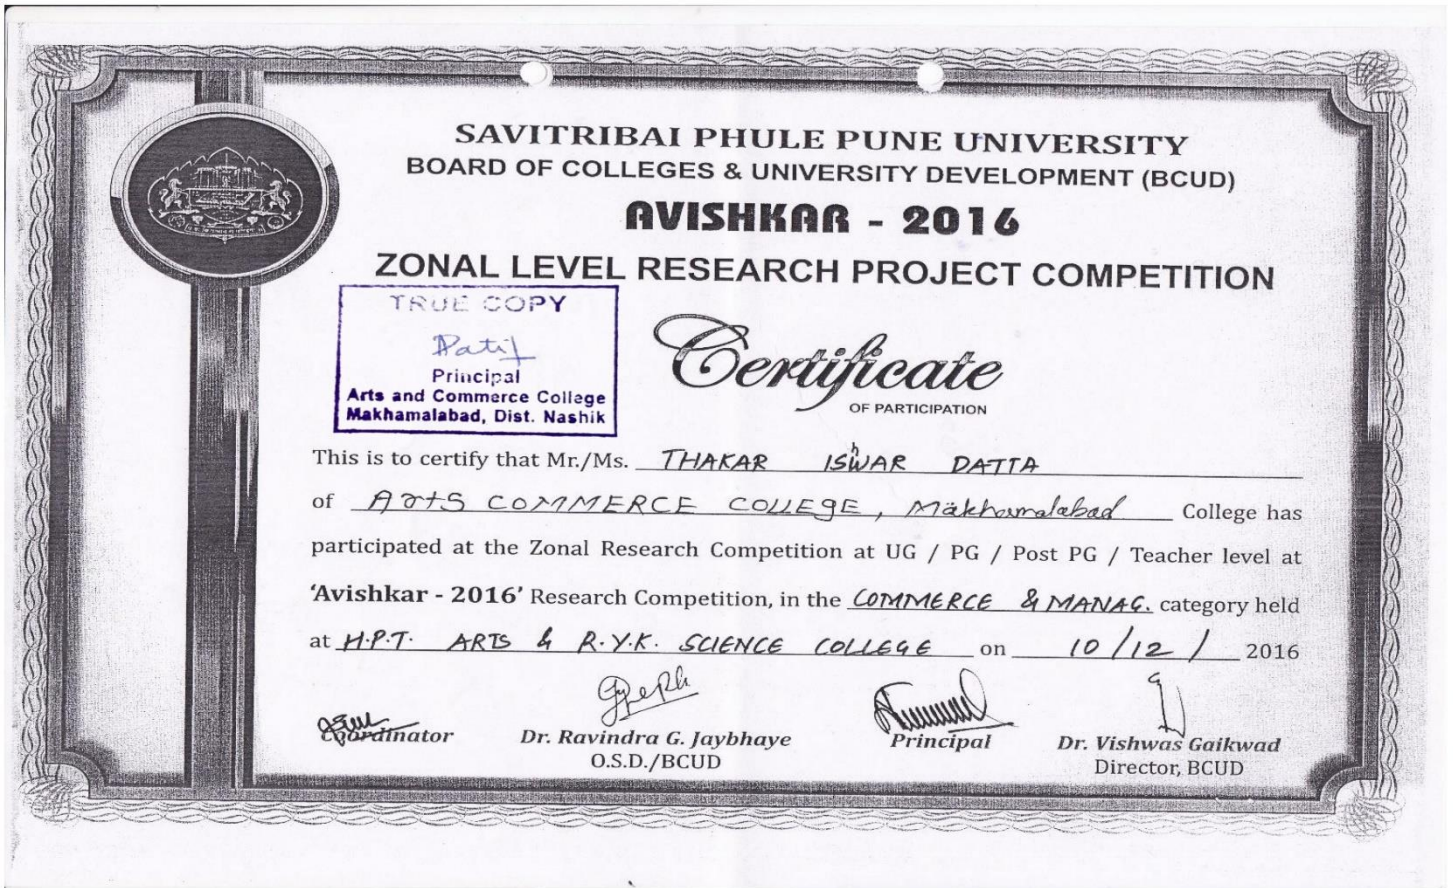 SAVITRIBAI PHULE PUNE UNIVERSITY
BOARD OF COLLEGES & UNIVERSITY DEVELOPMENT (BCUD)
AVISHKAR - 2016
ZONAL LEVEL RESEARCH PROJECT COMPETITION
TRUE COPY
Patil
Principal
Arts and Commerce College
Makhamalabad, Dist. Nashik
Certificate
OF PARTICIPATION
This is to certify that Mr./Ms. THAKAR ISHWAR DATTA
of Arts COMMERCE COLLEGE, Makhamalabad College has
participated at the Zonal Research Competition at UG / PG / Post PG / Teacher level at
‘Avishkar - 2016’ Research Competition, in the COMMERCE & MANAG. category held
at H.P.T. ARTS & R.Y.K. SCIENCE COLLEGE on 10/12/ 2016
Coordinator
Dr. Ravindra G. Jaybhaye
O.S.D./BCUD
Principal
Dr. Vishwas Gaikwad
Director, BCUD